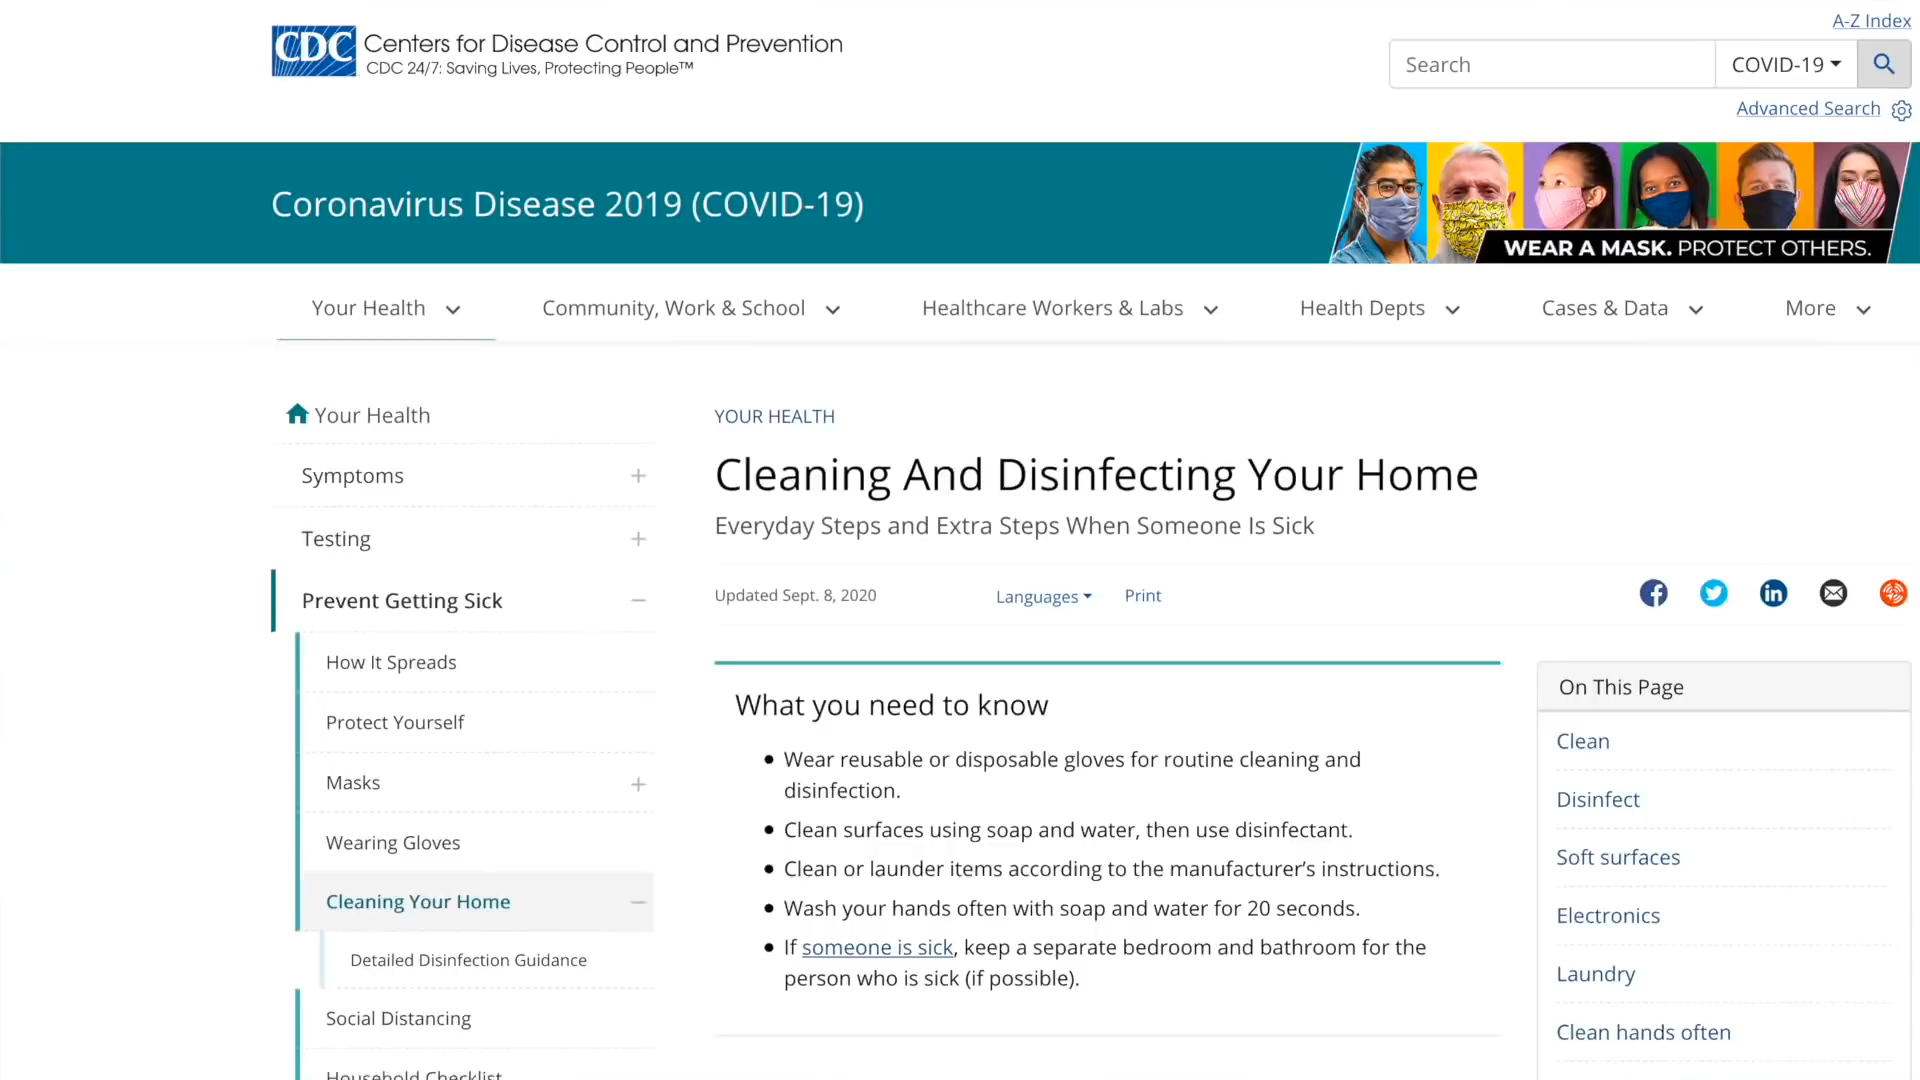 A-Z Index
CDC
Centers for Disease Control and Prevention
CDC 24/7: Saving Lives, Protecting People™
Search
COVID-19
Advanced Search
Coronavirus Disease 2019 (COVID-19)
WEAR A MASK. PROTECT OTHERS.
Your Health
Community, Work & School
Healthcare Workers & Labs
Health Depts
Cases & Data
More
Your Health
Symptoms
Testing
Prevent Getting Sick
How It Spreads
Protect Yourself
Masks
Wearing Gloves
Cleaning Your Home
Detailed Disinfection Guidance
Social Distancing
Household Checklist
YOUR HEALTH
Cleaning And Disinfecting Your Home
Everyday Steps and Extra Steps When Someone Is Sick
Updated Sept. 8, 2020
Languages
Print
What you need to know
Wear reusable or disposable gloves for routine cleaning and
disinfection.
Clean surfaces using soap and water, then use disinfectant.
Clean or launder items according to the manufacturer’s instructions.
Wash your hands often with soap and water for 20 seconds.
If someone is sick, keep a separate bedroom and bathroom for the
person who is sick (if possible).
On This Page
Clean
Disinfect
Soft surfaces
Electronics
Laundry
Clean hands often